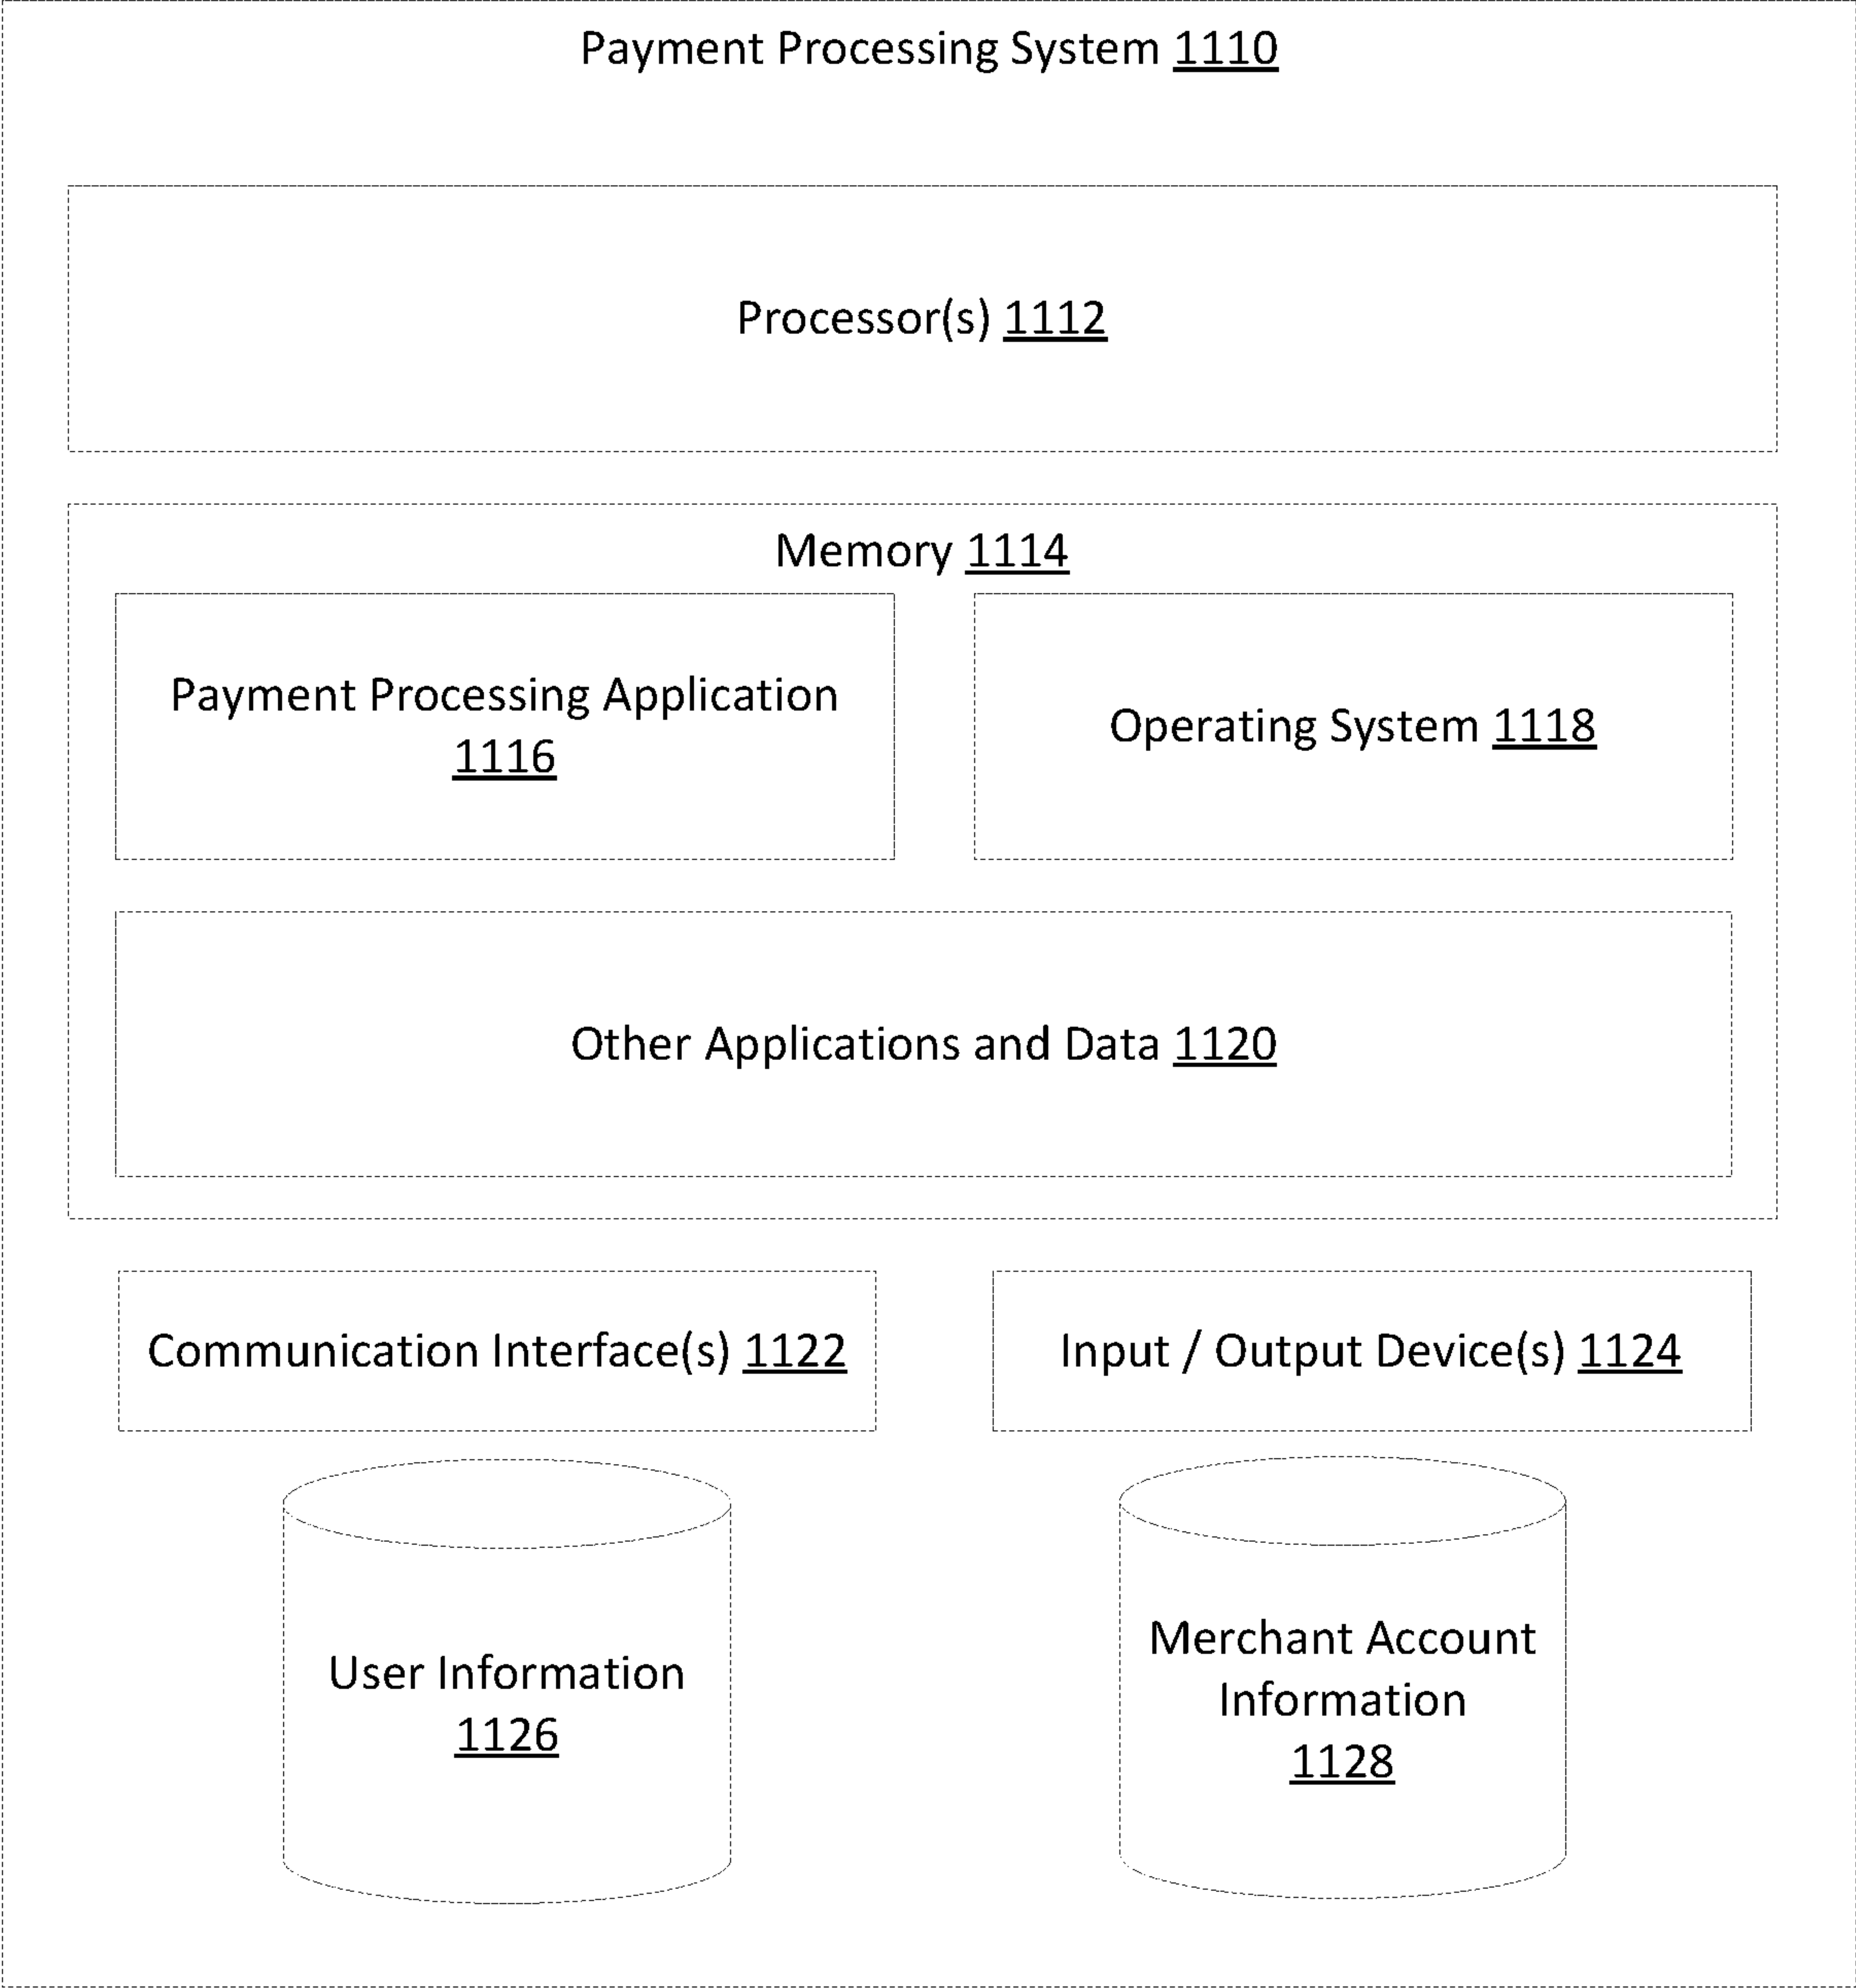 Payment Processing System 1110
Processor(s) 1112
Memory 1114
Payment Processing Application
1116
Operating System 1118
Other Applications and Data 1120
Communication Interface(s) 1122
Input / Output Device(s) 1124
User Information
1126
Merchant Account
Information
1128